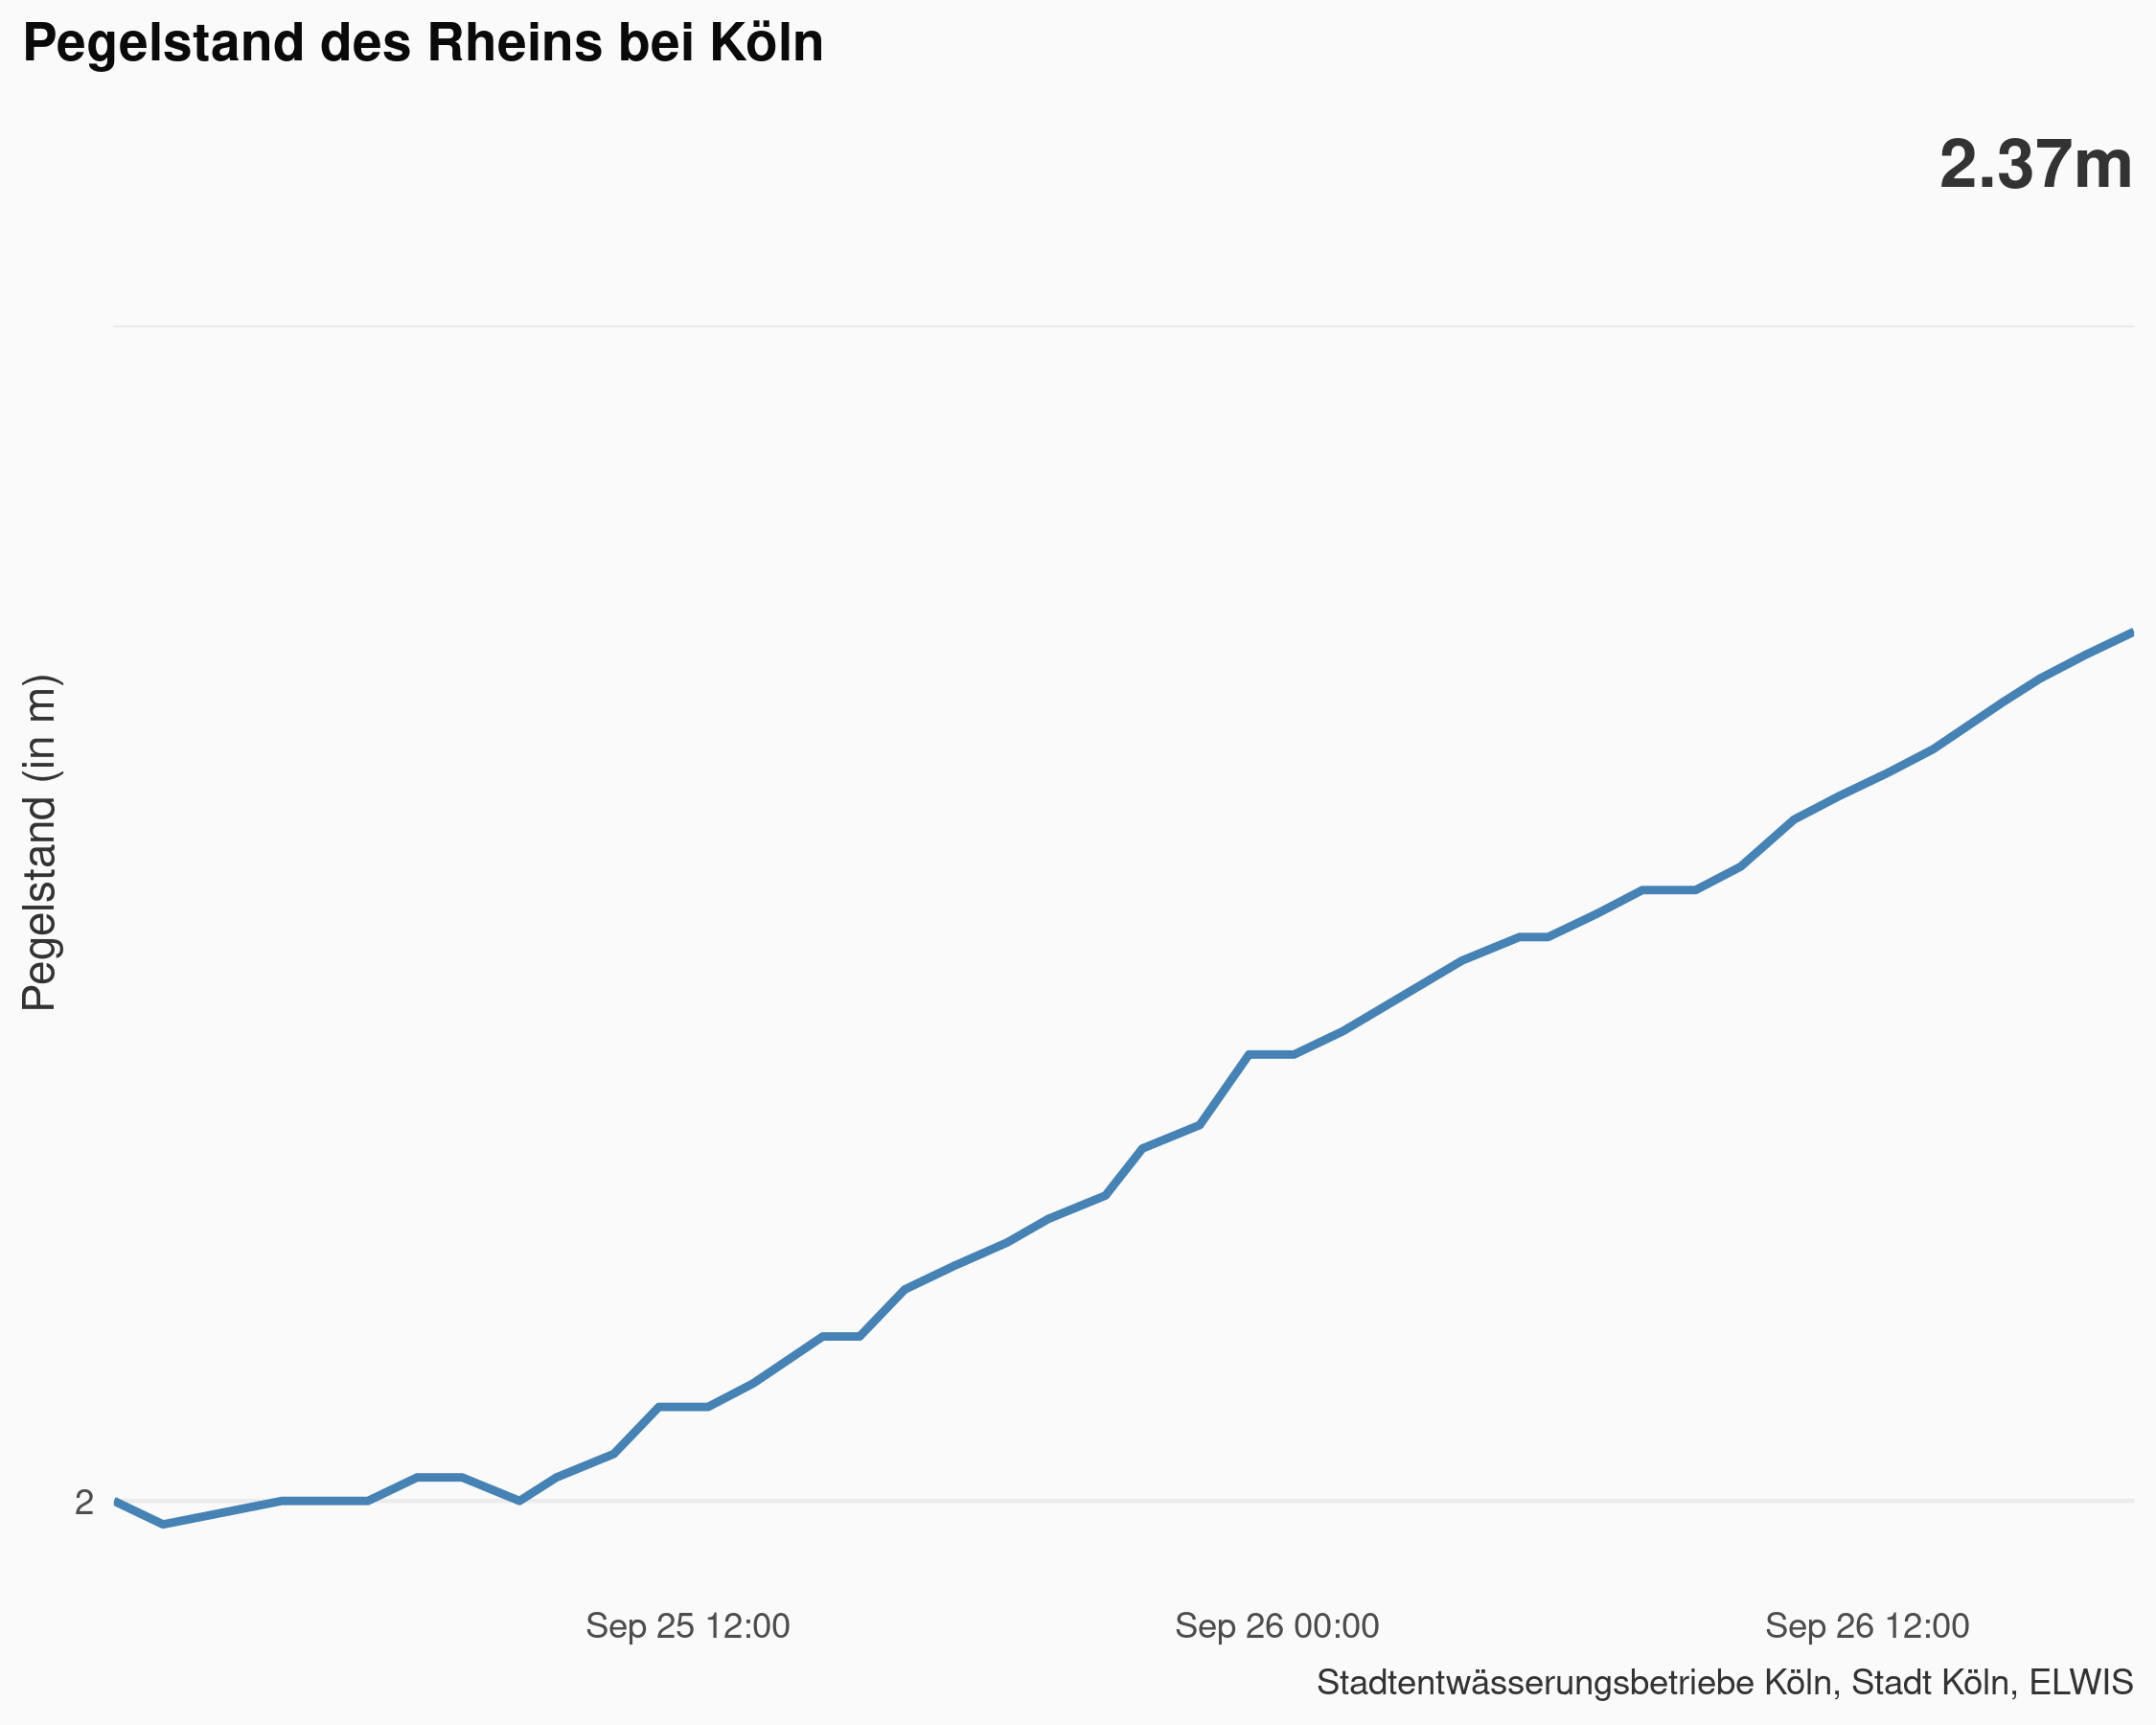 Pegelstand des Rheins bei Köln
2.37m
Pegelstand (in m)
2
Sep 25 12:00
Sep 26 00:00
Sep 26 12:00
Stadtentwässerungsbetriebe Köln, Stadt Köln, ELWIS